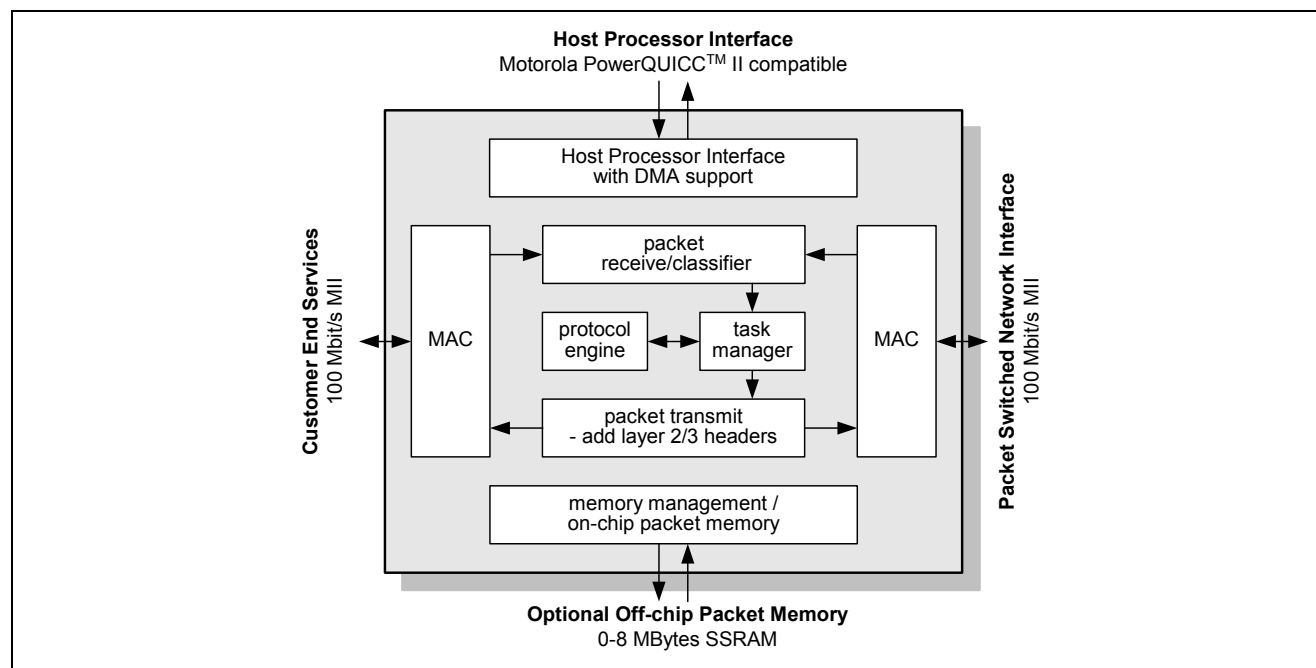 Host Processor Interface
Motorola PowerQUICC™ II compatible
Host Processor Interface
with DMA support
Customer End Services
100 Mbit/s MII
MAC
packet
receive/classifier
protocol
engine
task
manager
packet transmit
- add layer 2/3 headers
MAC
Packet Switched Network Interface
100 Mbit/s MII
memory management /
on-chip packet memory
Optional Off-chip Packet Memory
0-8 MBytes SSRAM